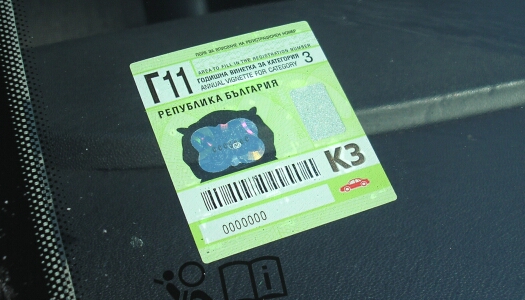 ПОЛЕ ЗА ВПИСВАНЕ НА РЕГИСТРАЦИОНЕН НОМЕР
AREA TO FILL IN THE REGISTRATION NUMBER
Г11
ГОДИШНА ВИНЕТКА ЗА КАТЕГОРИЯ 3
ANNUAL VIGNETTE FOR CATEGORY
РЕПУБЛИКА БЪЛГАРИЯ
К3
0000000
i